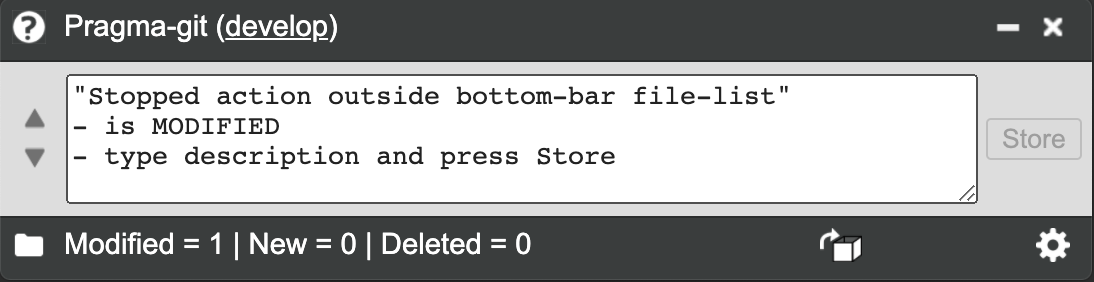 Pragma-git (develop)
"Stopped action outside bottom-bar file-list"
- is MODIFIED
- type description and press Store
Store
Modified = 1 | New = 0 | Deleted = 0